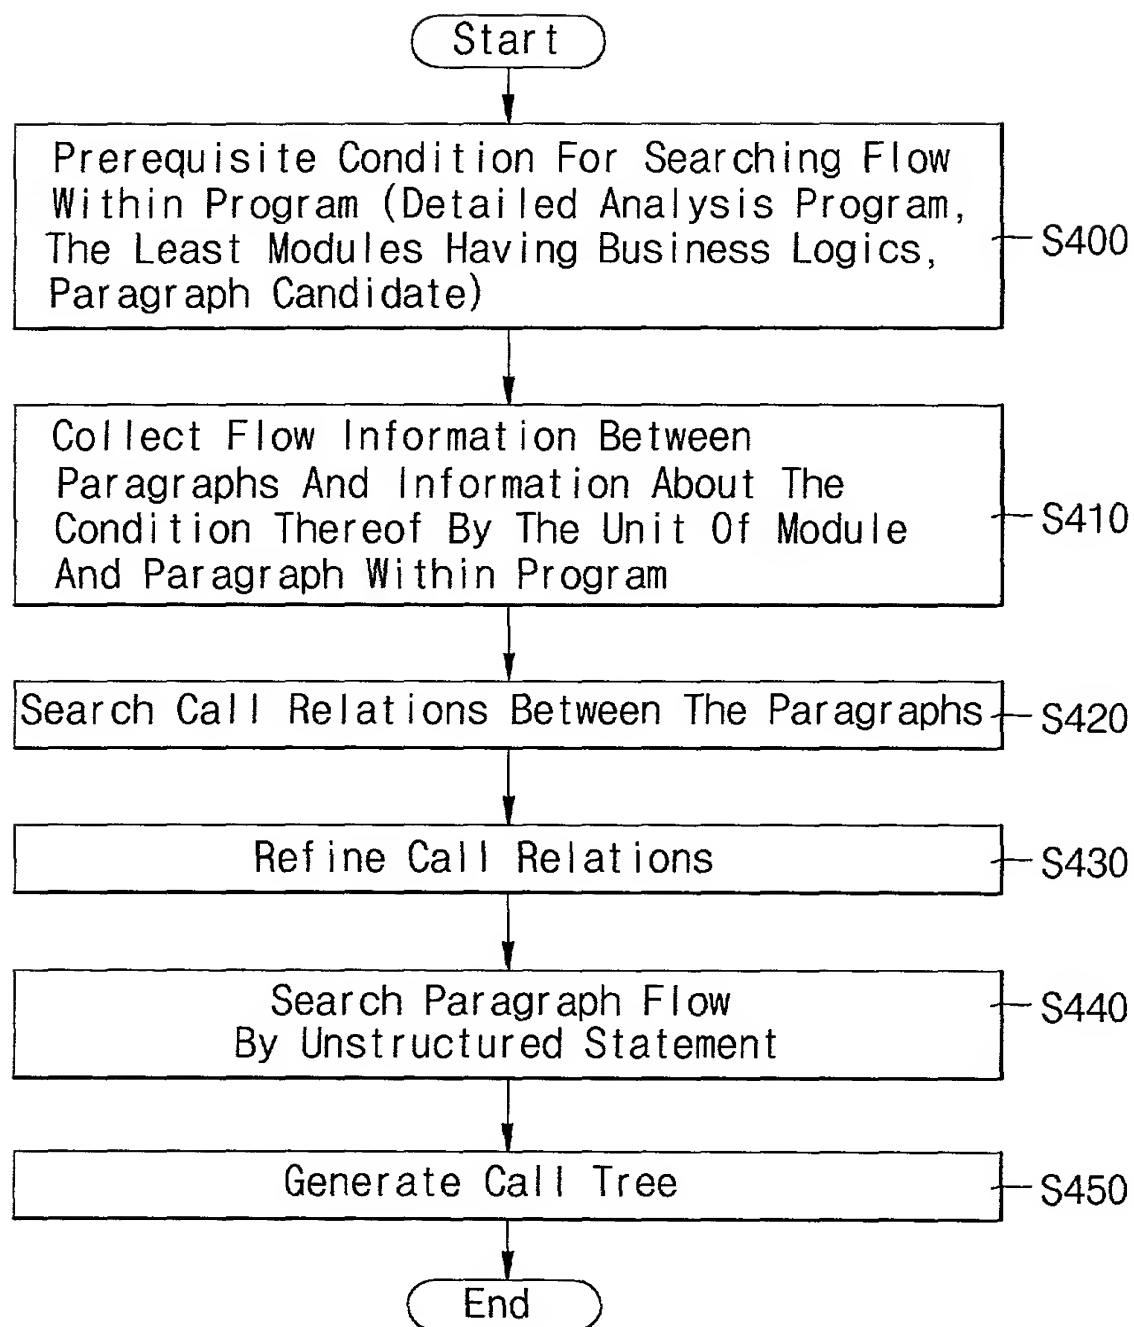 Start
Prerequisite Condition For Searching Flow
Within Program (Detailed Analysis Program,
The Least Modules Having Business Logics,
Paragraph Candidate)
S400
Collect Flow Information Between
Paragraphs And Information About The
Condition Thereof By The Unit Of Module
And Paragraph Within Program
S410
Search Call Relations Between The Paragraphs
S420
Refine Call Relations
S430
Search Paragraph Flow
By Unstructured Statement
S440
Generate Call Tree
S450
End